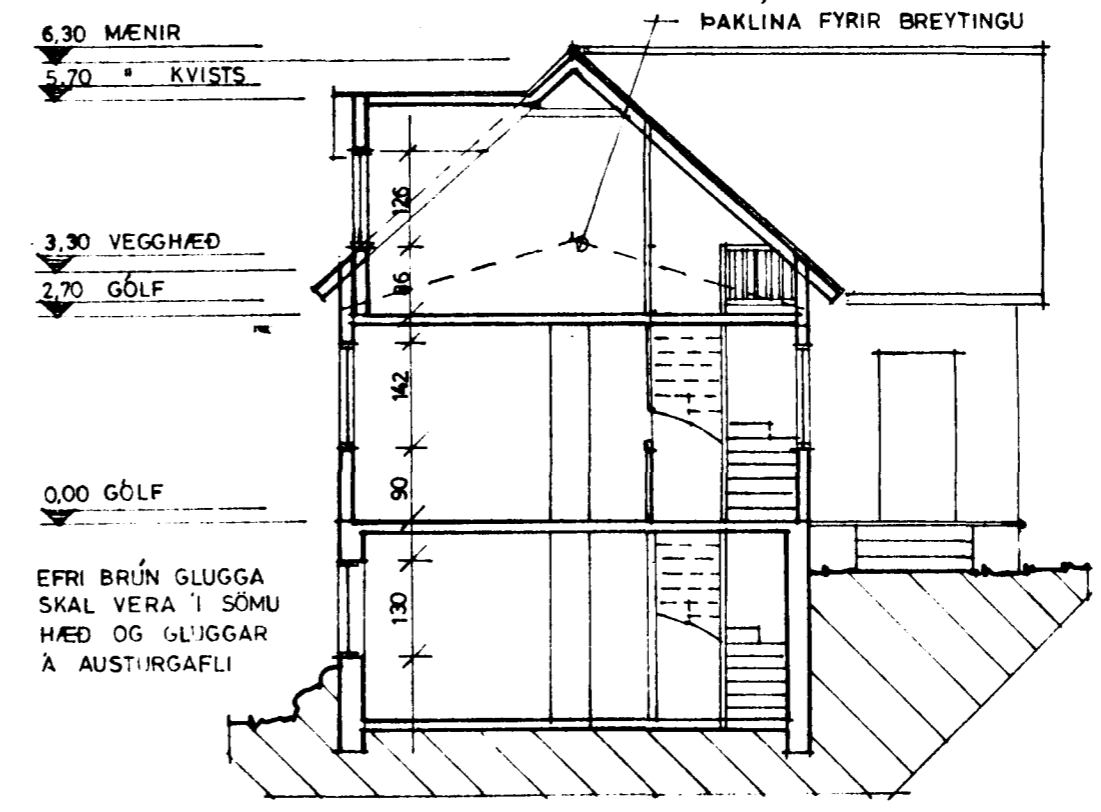 ÞAKLINA FYRIR BREYTINGU
6,30 MÆNIR
5,70 " KVISTS
126
3,30 VEGGHÆÐ
2,70 GÓLF
86
142
90
0,00 GÓLF
EFRI BRÚN GLUGGA
SKAL VERA Í SÖMU
HÆÐ OG GLUGGAR
Á AUSTURGAFLI
130